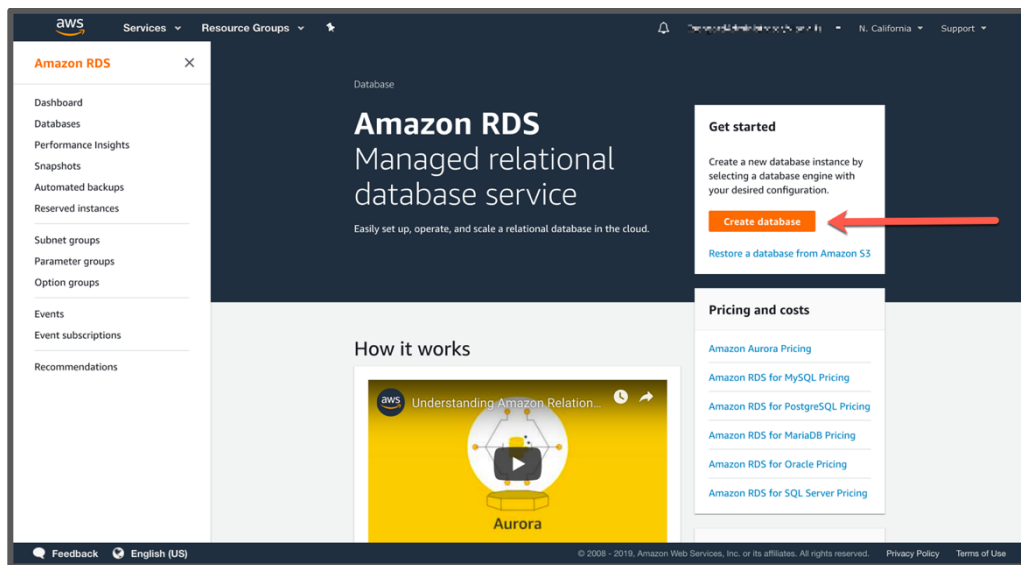 aws
Services
Resource Groups
N. California
Support
Amazon RDS
Dashboard
Databases
Performance Insights
Snapshots
Automated backups
Reserved instances
Subnet groups
Parameter groups
Option groups
Events
Event subscriptions
Recommendations
Database
Amazon RDS
Managed relational
database service
Easily set up, operate, and scale a relational database in the cloud.
Get started
Create a new database instance by
selecting a database engine with
your desired configuration.
Create database
Restore a database from Amazon S3
Pricing and costs
Amazon Aurora Pricing
Amazon RDS for MySQL Pricing
Amazon RDS for PostgreSQL Pricing
Amazon RDS for MariaDB Pricing
Amazon RDS for Oracle Pricing
Amazon RDS for SQL Server Pricing
How it works
aws
Understanding Amazon Relation...
Aurora
Feedback
English (US)
© 2008 - 2019, Amazon Web Services, Inc. or its affiliates. All rights reserved.
Privacy Policy
Terms of Use